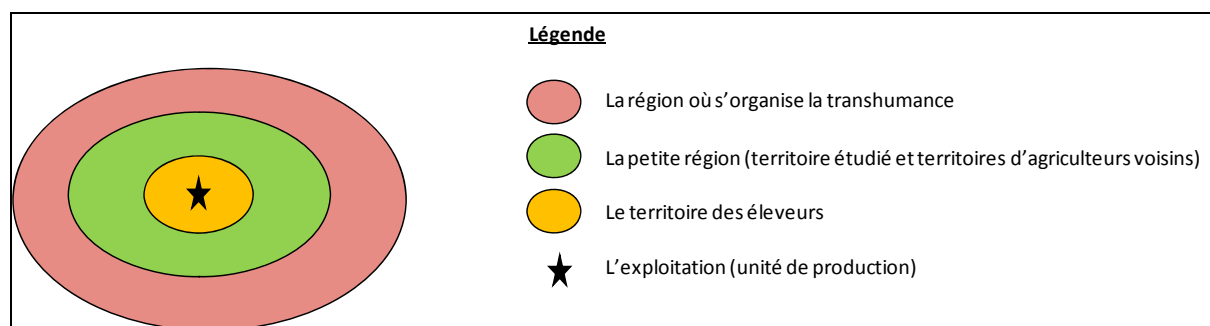 Légende
La région où s’organise la transhumance
La petite région (territoire étudié et territoires d’agriculteurs voisins)
Le territoire des éleveurs
L’exploitation (unité de production)